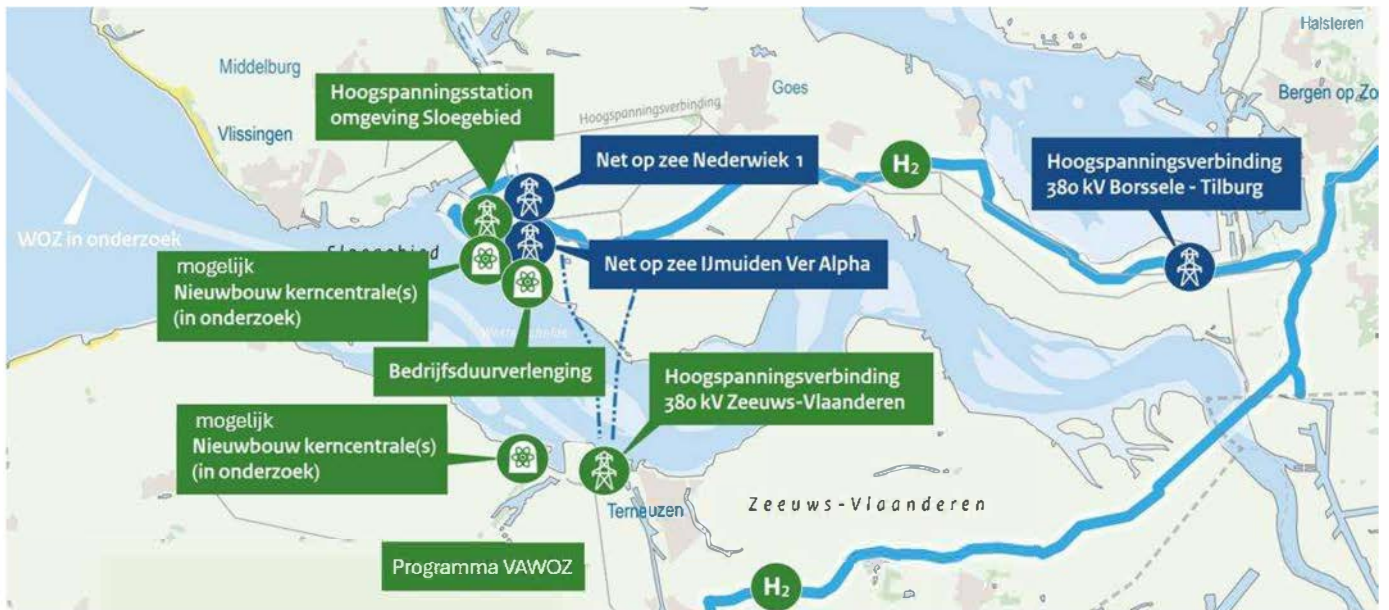 Halsteren
Middelburg
Hoogspanningsstation
omgeving Sloegebied
Goes
Bergen op Zo
Vlissingen
Hoogspanningsverbinding
Net op zee Nederwiek 1
H₂
Hoogspanningsverbinding
380 kV Borssele - Tilburg
WOZ in onderzoek
Sloegebied
mogelijk
Nieuwbouw kerncentrale(s)
(in onderzoek)
Net op zee IJmuiden Ver Alpha
Westerschelde
Bedrijfsduurverlenging
Hoogspanningsverbinding
380 kV Zeeuws-Vlaanderen
mogelijk
Nieuwbouw kerncentrale(s)
(in onderzoek)
Terneuzen
Zeeuws-Vlaanderen
Programma VAWOZ
H₂